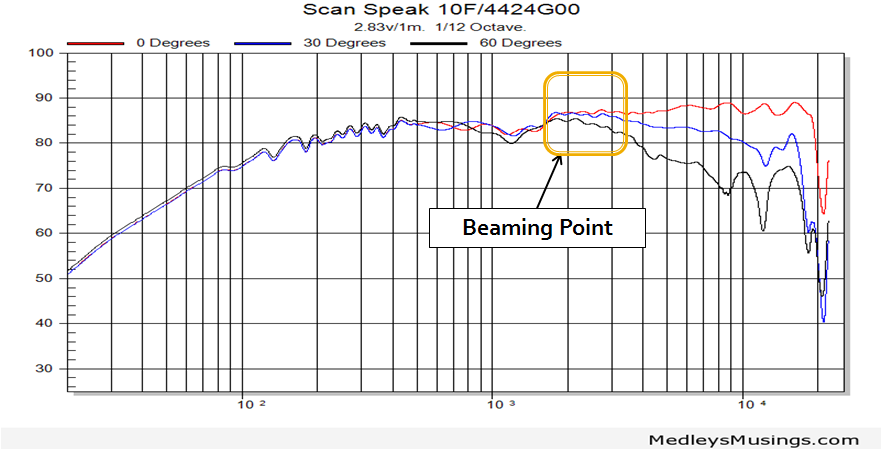 Scan Speak 10F/4424G00
2.83v/1m. 1/12 Octave.
0 Degrees 30 Degrees 60 Degrees
100
90
80
70
60
50
40
30
Beaming Point
10 2 10 3 10 4
MedleysMusings.com